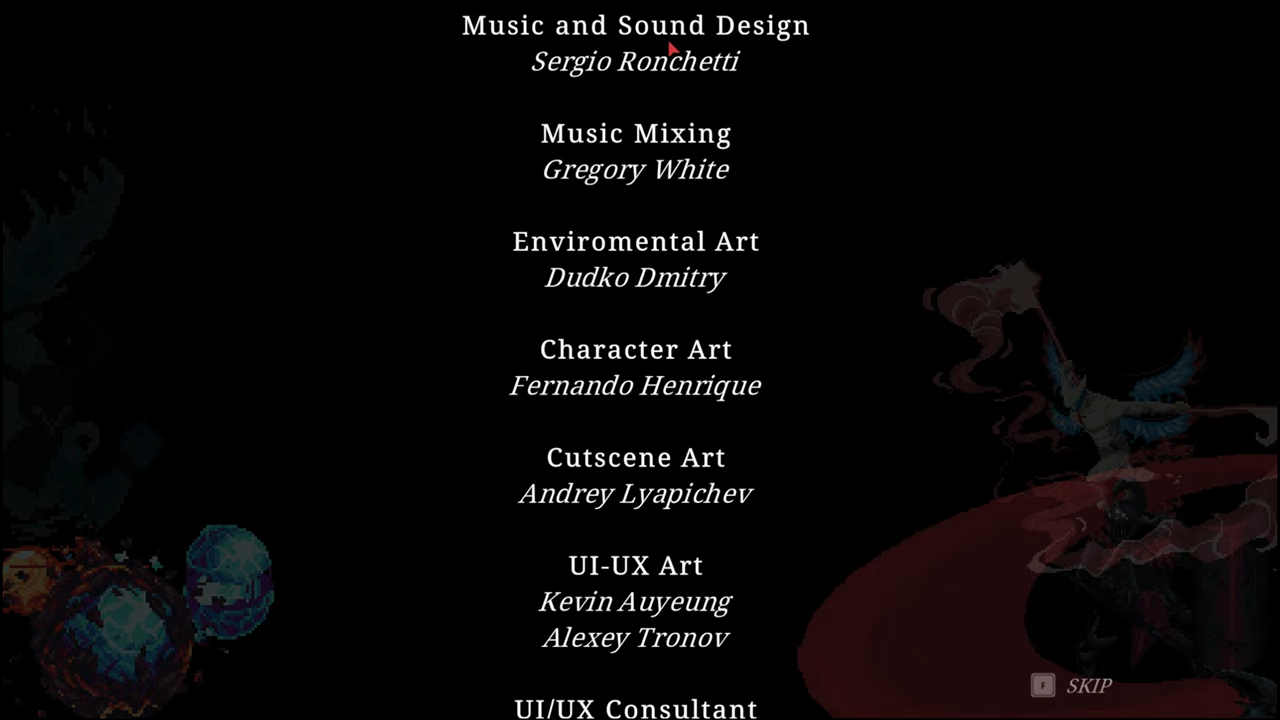 Music and Sound Design
Sergio Ronchetti
Music Mixing
Gregory White
Enviromental Art
Dudko Dmitry
Character Art
Fernando Henrique
Cutscene Art
Andrey Lyapichev
UI-UX Art
Kevin Auyeung
Alexey Tronov
F SKIP
UI/UX Consultant